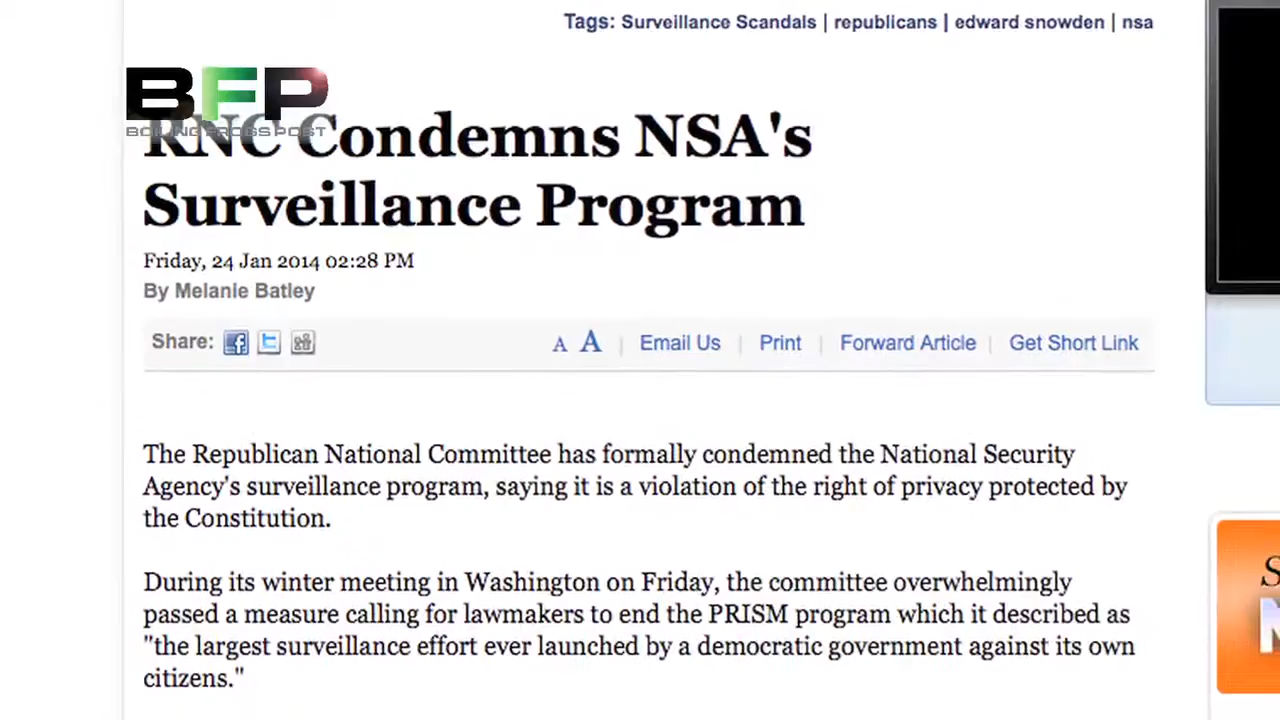 Tags: Surveillance Scandals | republicans | edward snowden | nsa
BFP
BOILING FROGS POST
RNC Condemns NSA's
Surveillance Program
Friday, 24 Jan 2014 02:28 PM
By Melanie Batley
Share: A A | Email Us | Print | Forward Article | Get Short Link
The Republican National Committee has formally condemned the National Security
Agency's surveillance program, saying it is a violation of the right of privacy protected by
the Constitution.
During its winter meeting in Washington on Friday, the committee overwhelmingly
passed a measure calling for lawmakers to end the PRISM program which it described as
"the largest surveillance effort ever launched by a democratic government against its own
citizens."